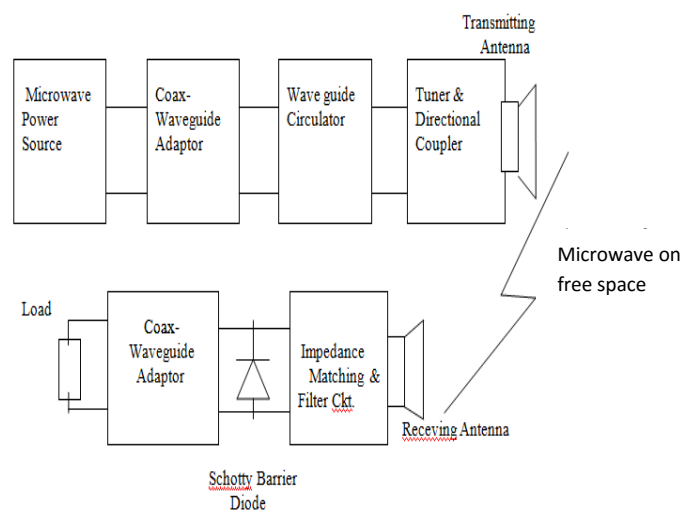 Transmitting
Antenna
Microwave
Power
Source
Coax-
Waveguide
Adaptor
Wave guide
Circulator
Tuner &
Directional
Coupler
Microwave on
free space
Load
Coax-
Waveguide
Adaptor
Impedance
Matching &
Filter Ckt.
Receving Antenna
Schotty Barrier
Diode